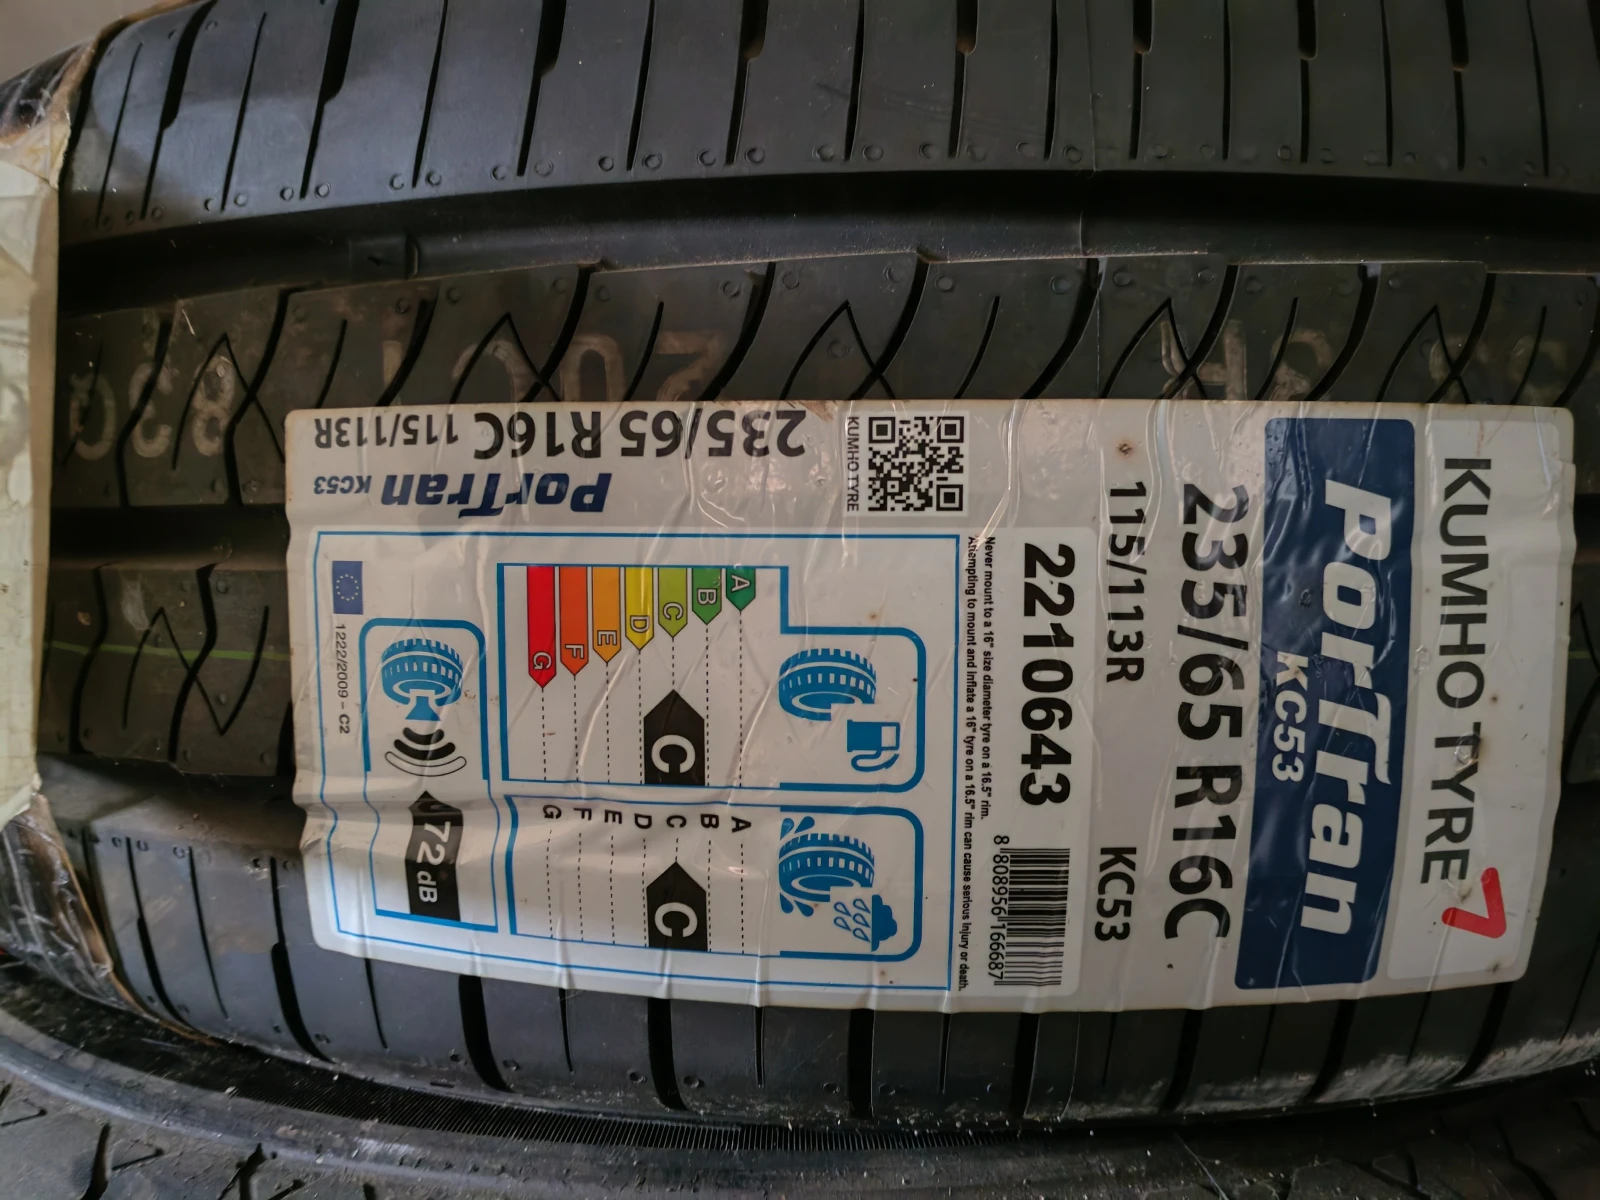 KUMHO TYRE
PorTran
KC53
235/65 R16C
115/113R KC53
2210643
8 808956 166687
Never mount to a 16" size diameter tyre on a 16.5" rim.
Attempting to mount and inflate a 16" tyre on a 16.5" rim can cause serious injury or death.
A
B
C
D
E
F
G
C
A
B
C
D
E
F
G
C
72 dB
1222/2009 - C2
KUMHO TYRE
235/65 R16C 115/113R
PorTran KC53